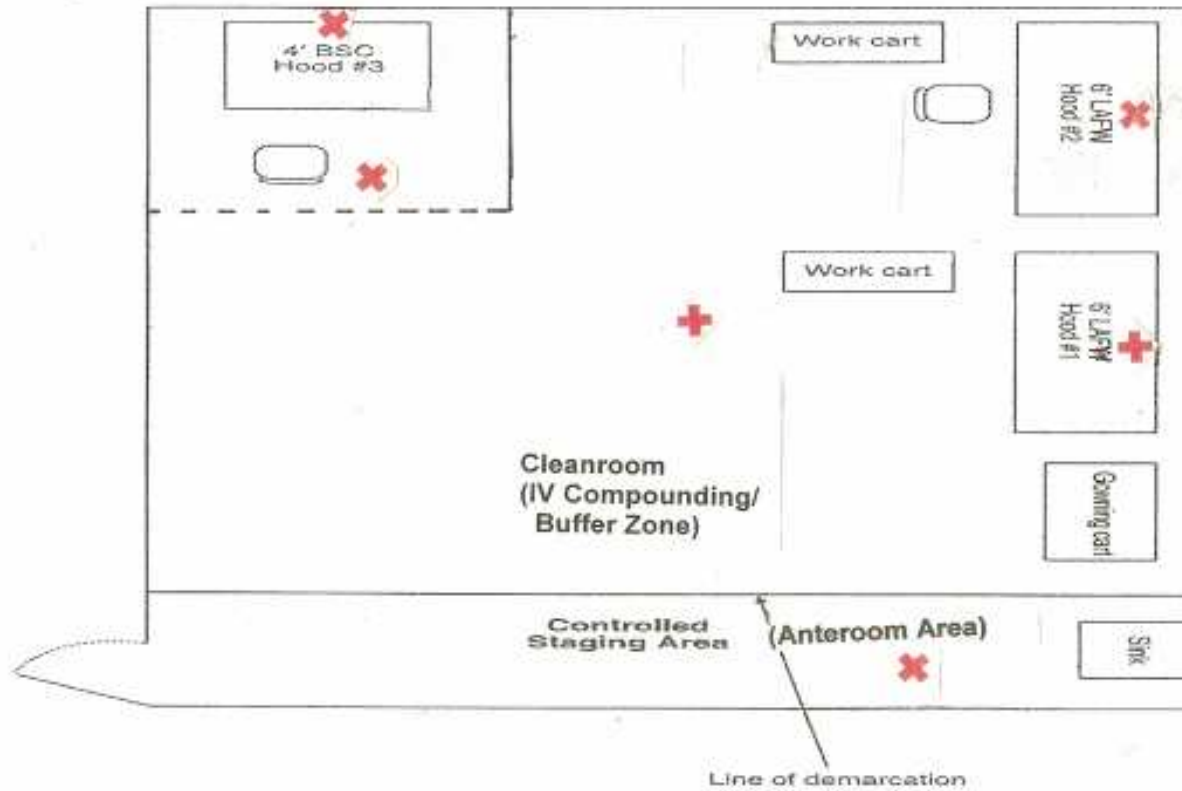 4' BSC
Hood #3
Work cart
6' LAFW
Hood #2
Work cart
6' LAFW
Hood #1
Cleanroom
(IV Compounding/
Buffer Zone)
Gowning cart
Controlled
Staging Area
(Anteroom Area)
Sink
Line of demarcation